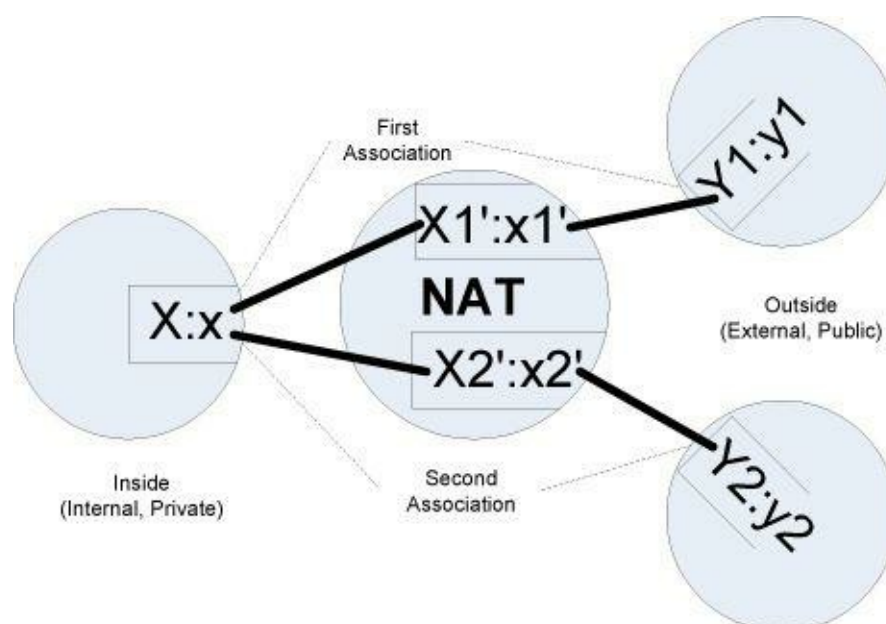 First
Association
Y1:y1
X1':x1'
NAT
X:x
X2':x2'
Outside
(External, Public)
Inside
(Internal, Private)
Second
Association
Y2:y2